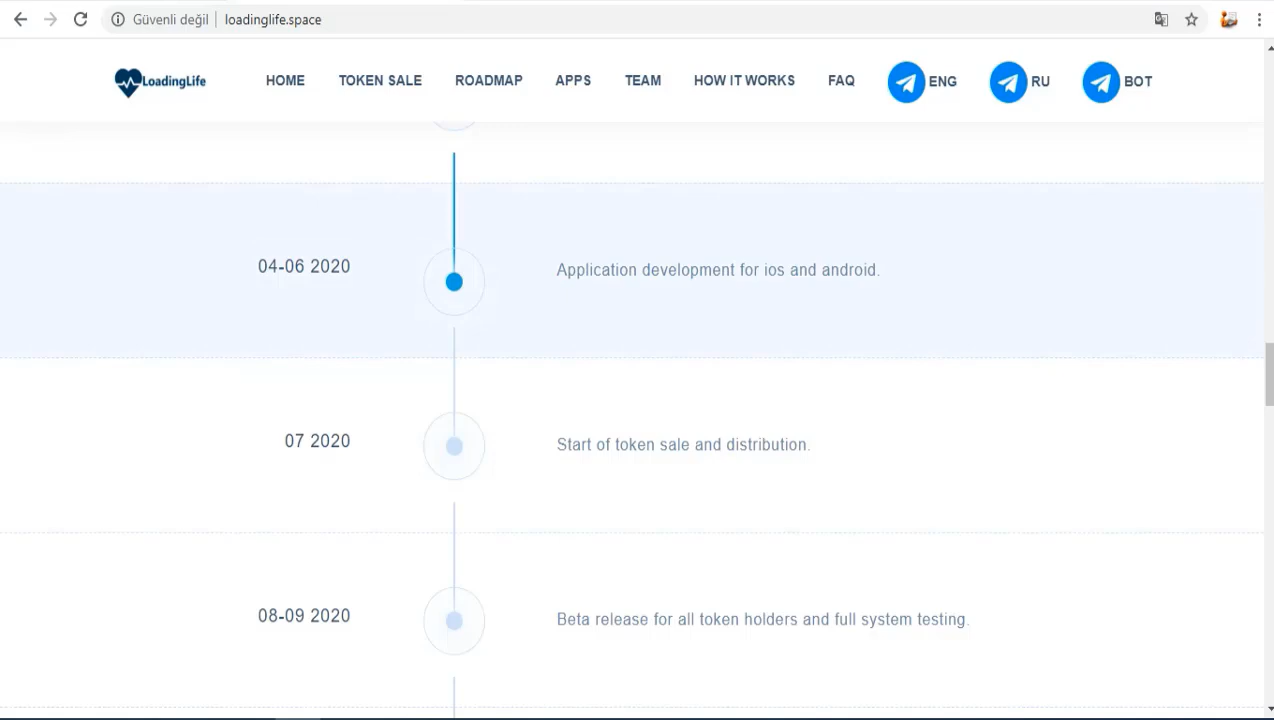 Güvenli değil loadinglife.space
LoadingLife HOME TOKEN SALE ROADMAP APPS TEAM HOW IT WORKS FAQ ENG RU BOT
04-06 2020 Application development for ios and android.
07 2020 Start of token sale and distribution.
08-09 2020 Beta release for all token holders and full system testing.